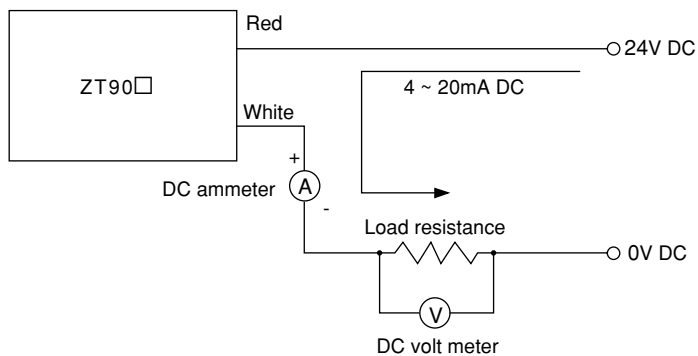 Red
24V DC
ZT90□
4 ~ 20mA DC
White
+
DC ammeter
A
-
Load resistance
0V DC
V
DC volt meter